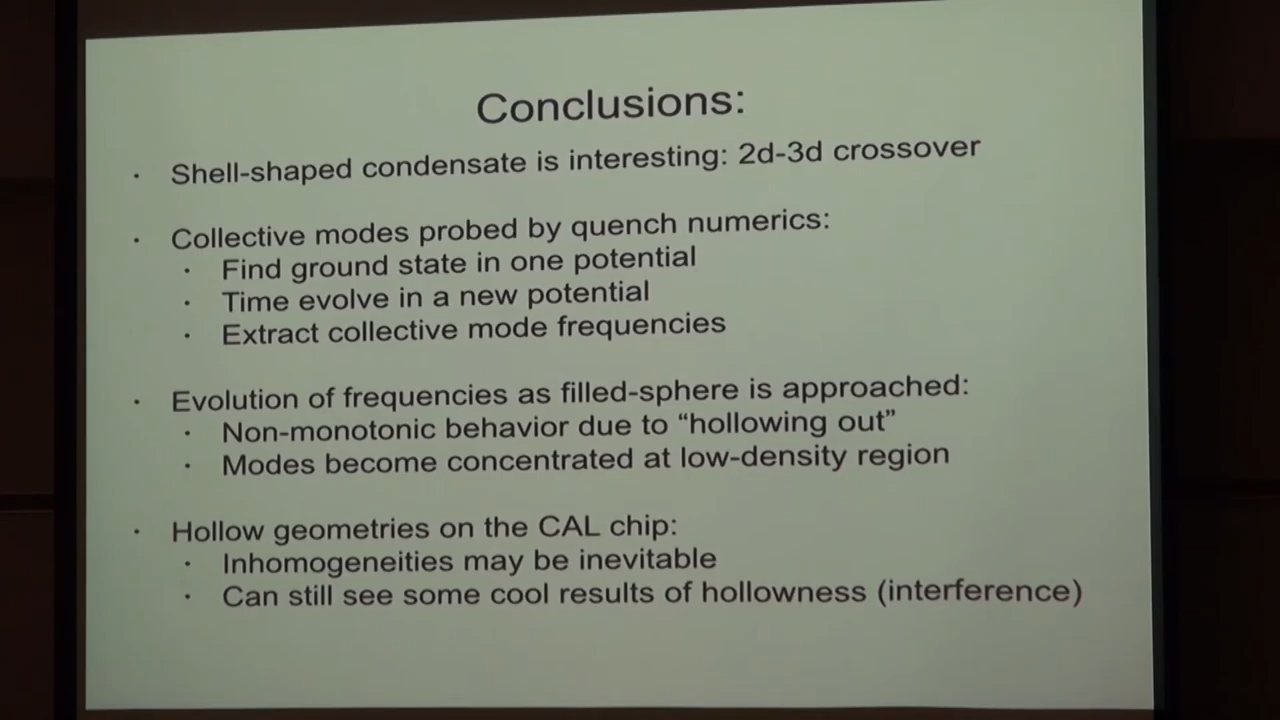 Conclusions:
· Shell-shaped condensate is interesting: 2d-3d crossover
· Collective modes probed by quench numerics:
· Find ground state in one potential
· Time evolve in a new potential
· Extract collective mode frequencies
· Evolution of frequencies as filled-sphere is approached:
· Non-monotonic behavior due to “hollowing out”
· Modes become concentrated at low-density region
· Hollow geometries on the CAL chip:
· Inhomogeneities may be inevitable
· Can still see some cool results of hollowness (interference)